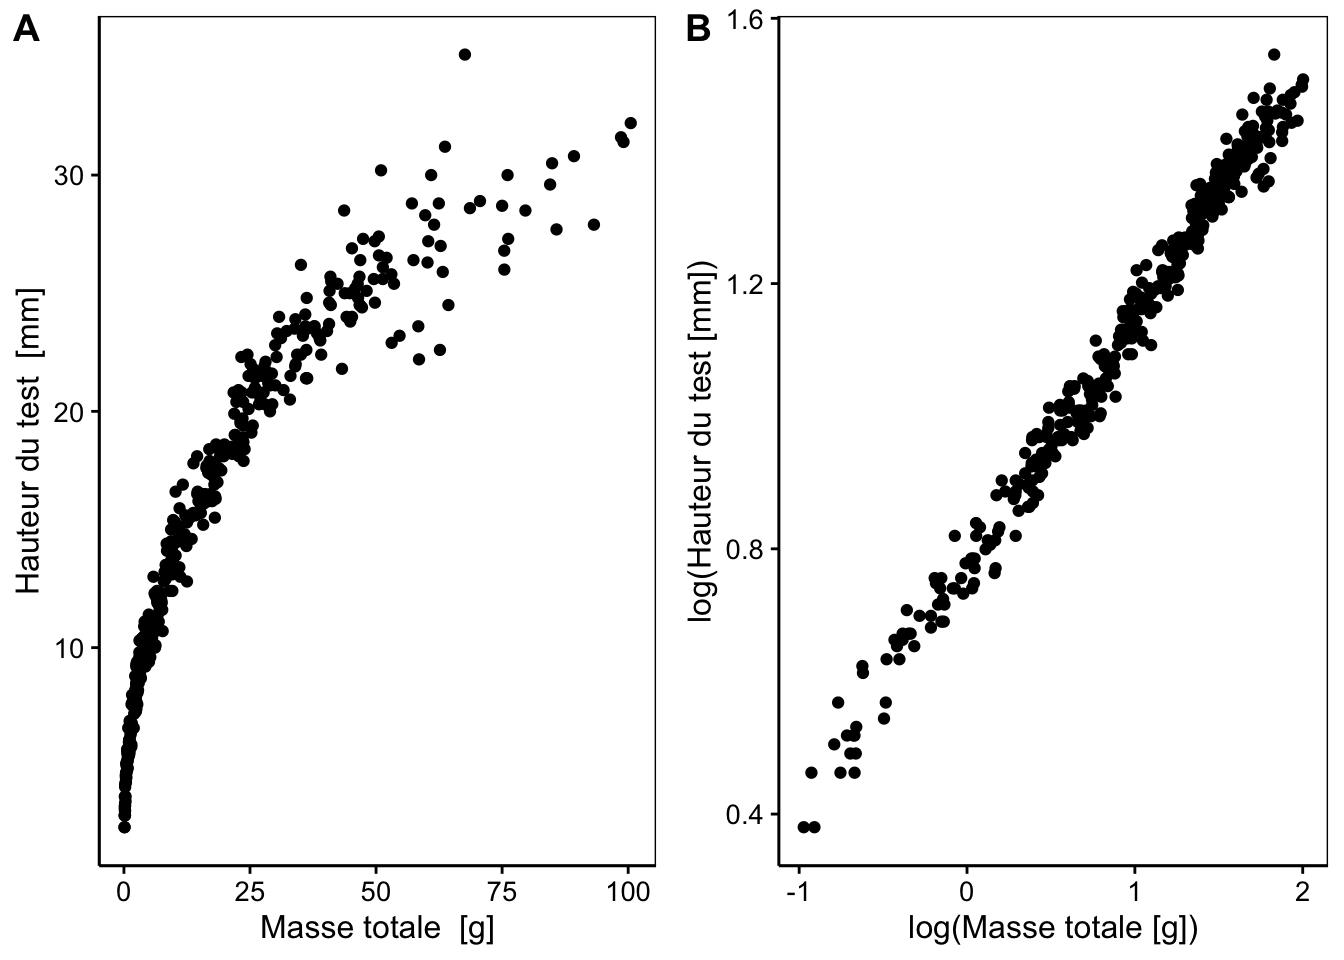 A
30
20
10
Hauteur du test  [mm]
0 25 50 75 100
Masse totale  [g]
B
1.6
1.2
0.8
0.4
log(Hauteur du test [mm])
-1 0 1 2
log(Masse totale [g])